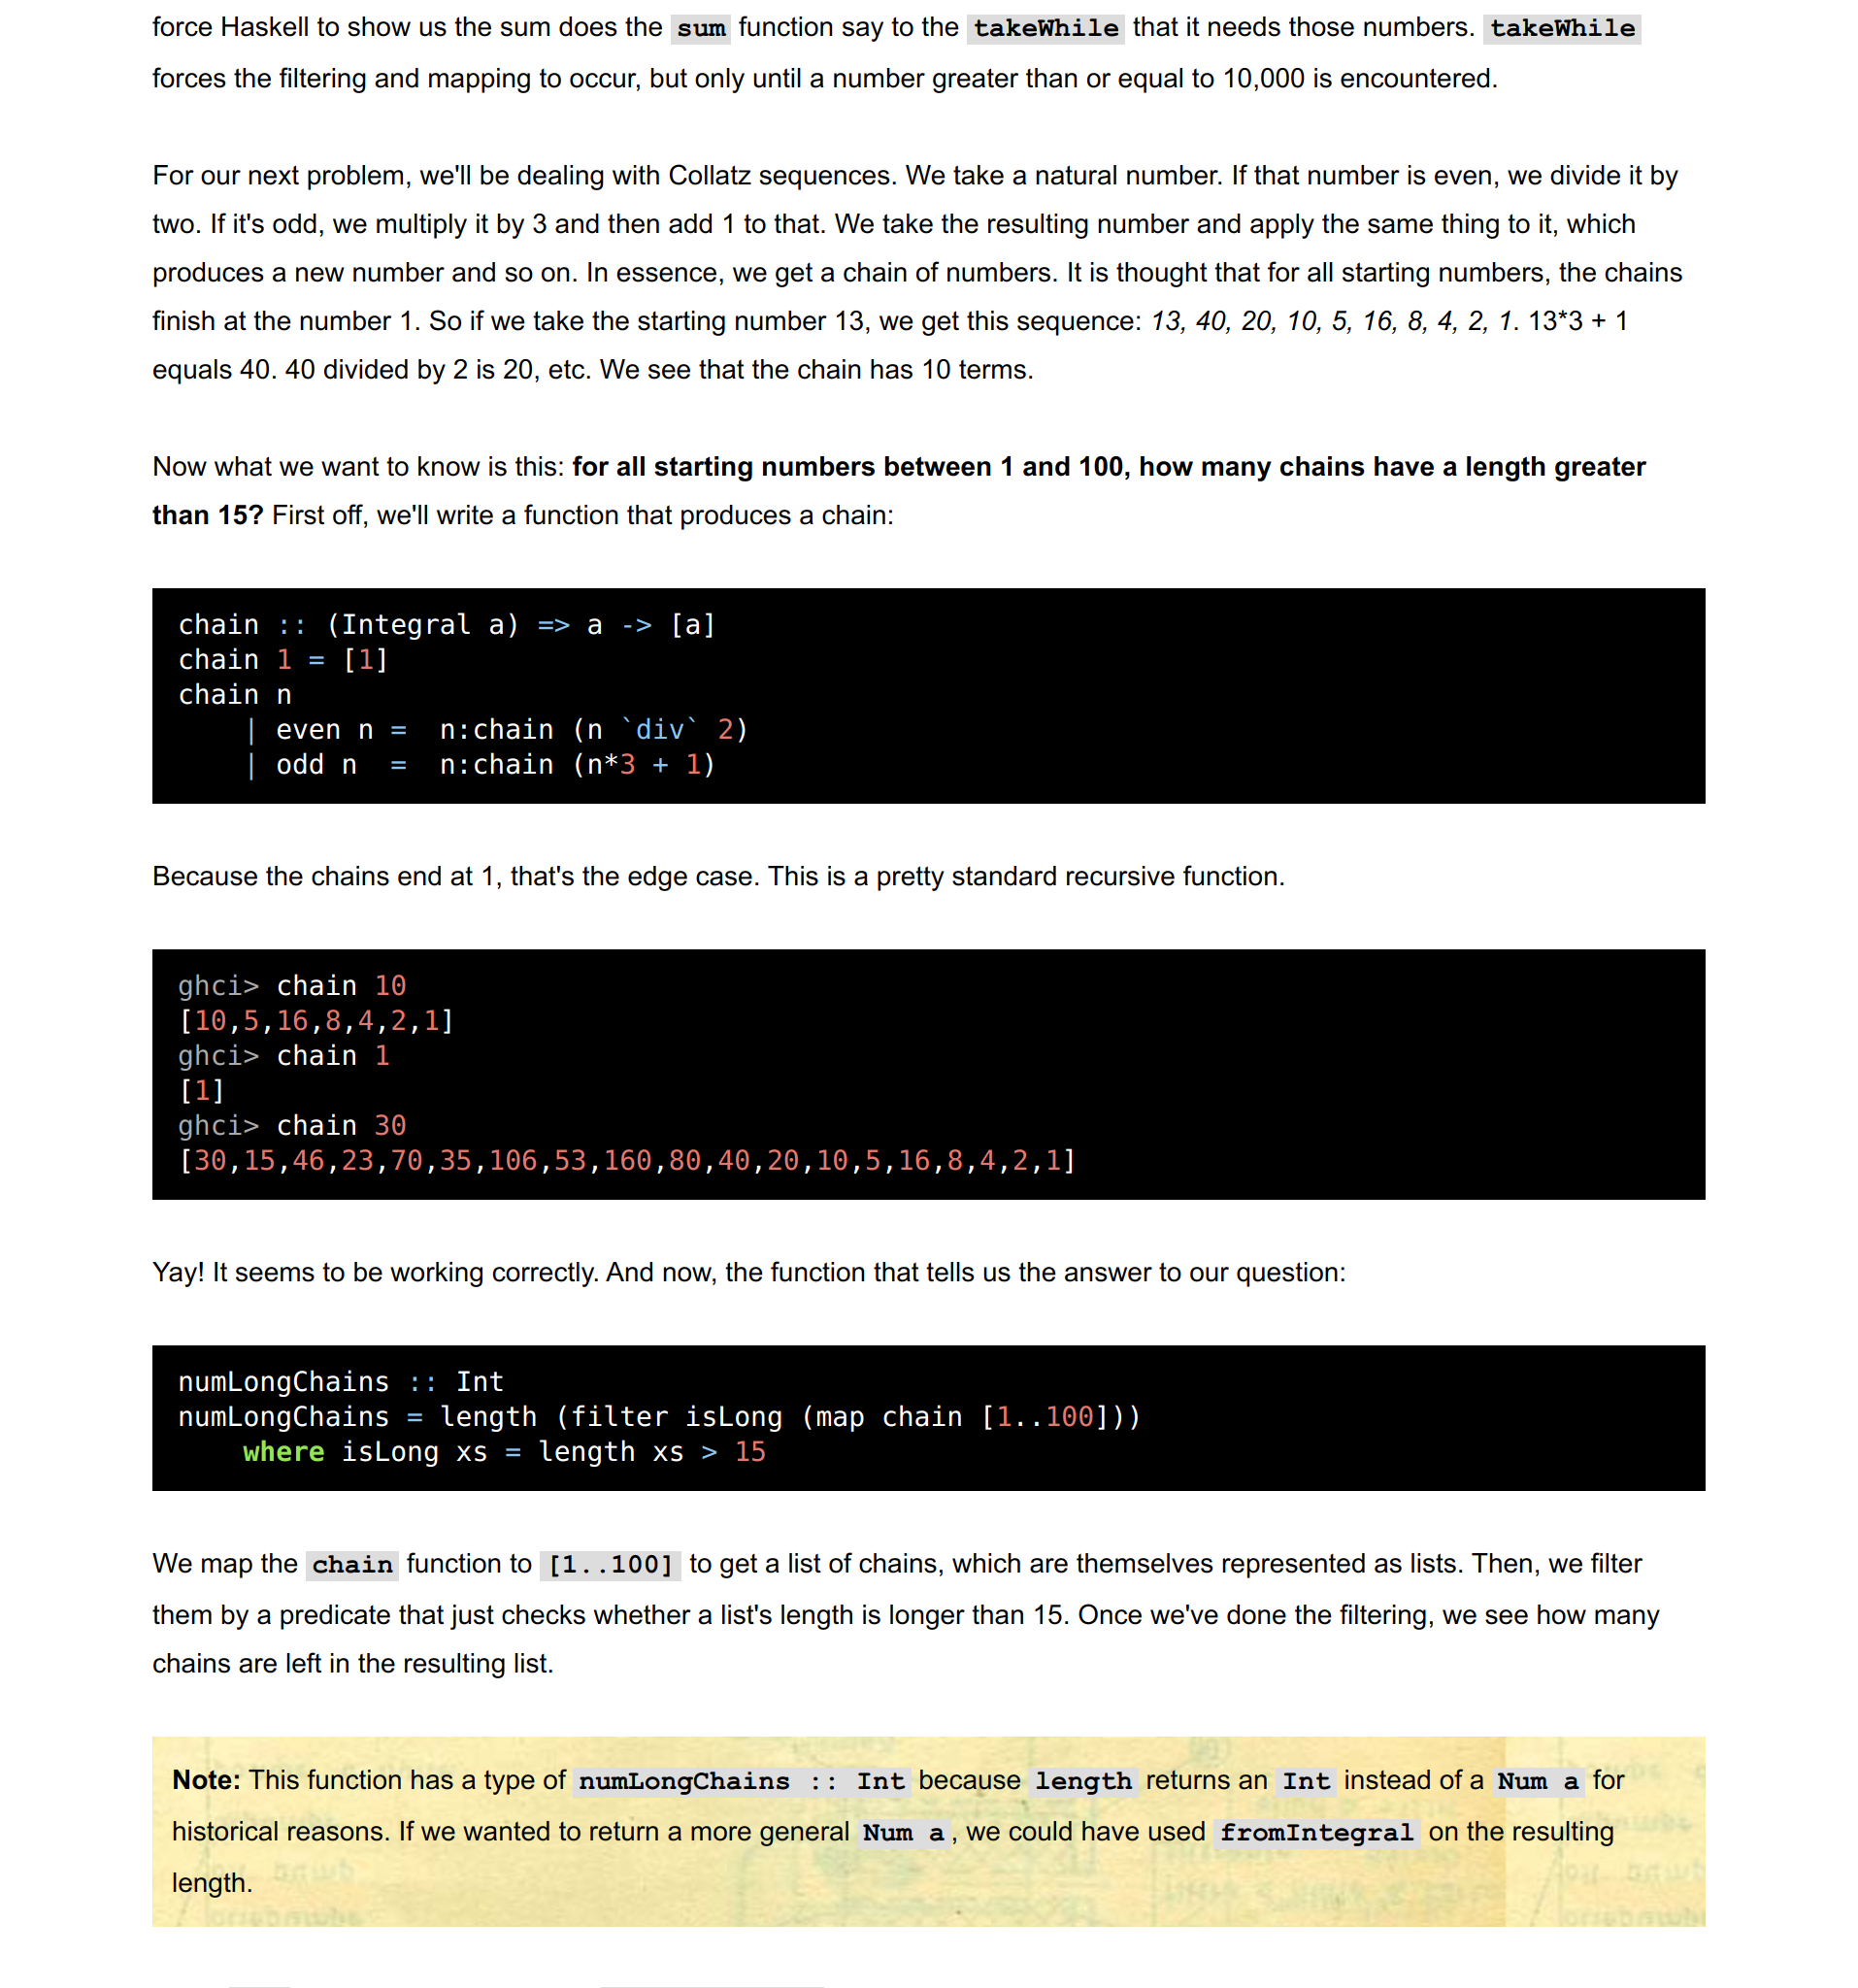 force Haskell to show us the sum does the sum function say to the takeWhile that it needs those numbers. takeWhile
forces the filtering and mapping to occur, but only until a number greater than or equal to 10,000 is encountered.
For our next problem, we'll be dealing with Collatz sequences. We take a natural number. If that number is even, we divide it by
two. If it's odd, we multiply it by 3 and then add 1 to that. We take the resulting number and apply the same thing to it, which
produces a new number and so on. In essence, we get a chain of numbers. It is thought that for all starting numbers, the chains
finish at the number 1. So if we take the starting number 13, we get this sequence: 13, 40, 20, 10, 5, 16, 8, 4, 2, 1. 13*3 + 1
equals 40. 40 divided by 2 is 20, etc. We see that the chain has 10 terms.
Now what we want to know is this: for all starting numbers between 1 and 100, how many chains have a length greater
than 15? First off, we'll write a function that produces a chain:
chain :: (Integral a) => a -> [a]
chain 1 = [1]
chain n
    | even n =  n:chain (n `div` 2)
    | odd n  =  n:chain (n*3 + 1)
Because the chains end at 1, that's the edge case. This is a pretty standard recursive function.
ghci> chain 10
[10,5,16,8,4,2,1]
ghci> chain 1
[1]
ghci> chain 30
[30,15,46,23,70,35,106,53,160,80,40,20,10,5,16,8,4,2,1]
Yay! It seems to be working correctly. And now, the function that tells us the answer to our question:
numLongChains :: Int
numLongChains = length (filter isLong (map chain [1..100]))
    where isLong xs = length xs > 15
We map the chain function to [1..100] to get a list of chains, which are themselves represented as lists. Then, we filter
them by a predicate that just checks whether a list's length is longer than 15. Once we've done the filtering, we see how many
chains are left in the resulting list.
Note: This function has a type of numLongChains :: Int because length returns an Int instead of a Num a for
historical reasons. If we wanted to return a more general Num a, we could have used fromIntegral on the resulting
length.